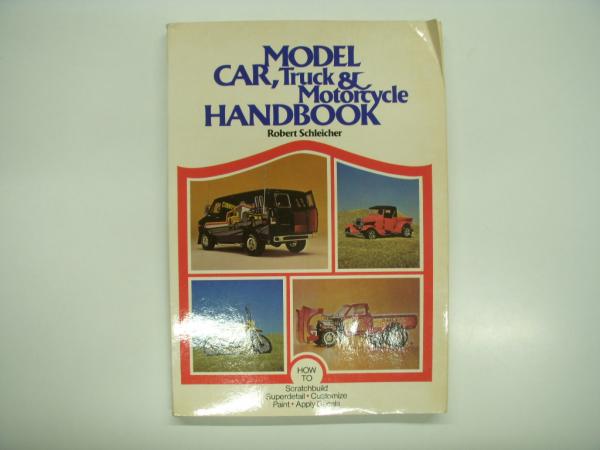 MODEL
CAR, Truck &
Motorcycle
HANDBOOK
Robert Schleicher
HOW
TO
Scratchbuild
Superdetail • Customize
Paint • Apply Decals